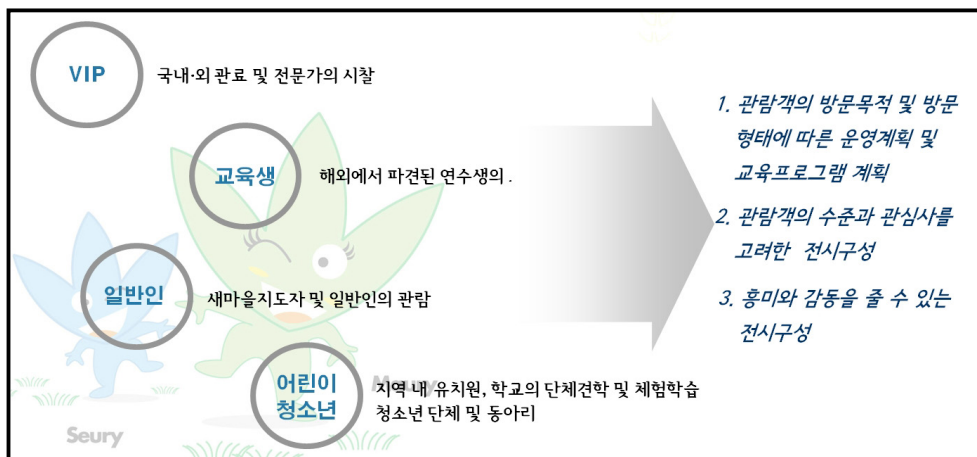 VIP
국내·외 관료 및 전문가의 시찰
교육생
해외에서 파견된 연수생의 .
일반인
새마을지도자 및 일반인의 관람
어린이
청소년
지역 내 유치원, 학교의 단체견학 및 체험학습
청소년 단체 및 동아리
Seury
1. 관람객의 방문목적 및 방문
형태에 따른 운영계획 및
교육프로그램 계획
2. 관람객의 수준과 관심사를
고려한 전시구성
3. 흥미와 감동을 줄 수 있는
전시구성